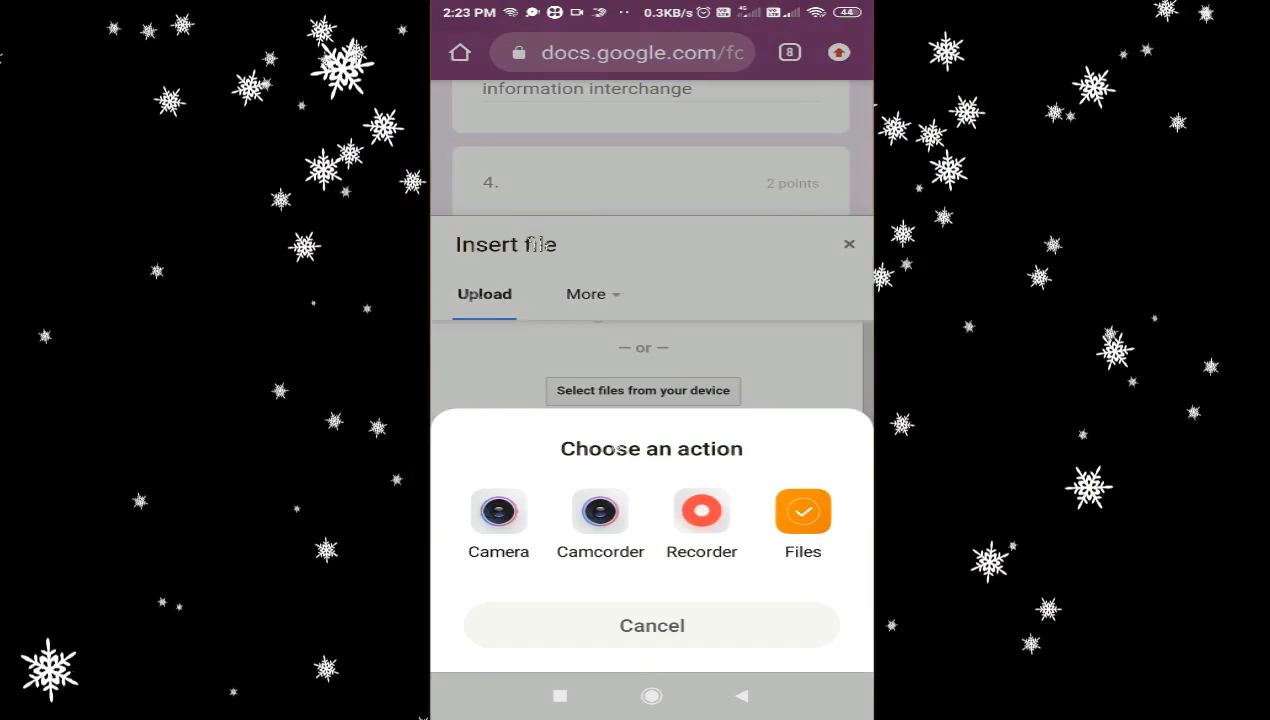 2:23 PM 0.3KB/s 44
docs.google.com/fc 8
information interchange
4. 2 points
Insert file ×
Upload More
— or —
Select files from your device
Choose an action
Camera Camcorder Recorder Files
Cancel